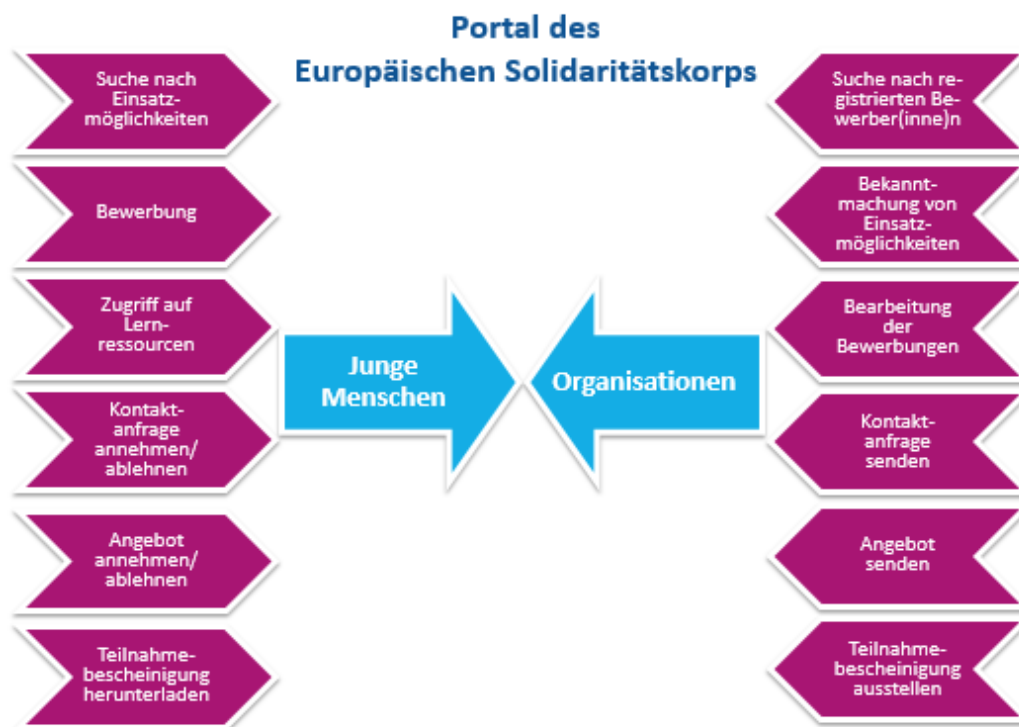 Portal des
Europäischen Solidaritätskorps
Suche nach
Einsatz-
möglichkeiten
Bewerbung
Zugriff auf
Lern-
ressourcen
Kontakt-
anfrage
annehmen/
ablehnen
Angebot
annehmen/
ablehnen
Teilnahme-
bescheinigung
herunterladen
Junge
Menschen
Organisationen
Suche nach re-
gistrierten Be-
werber(inne)n
Bekannt-
machung von
Einsatz-
möglichkeiten
Bearbeitung
der
Bewerbungen
Kontakt-
anfrage
senden
Angebot
senden
Teilnahme-
bescheinigung
ausstellen